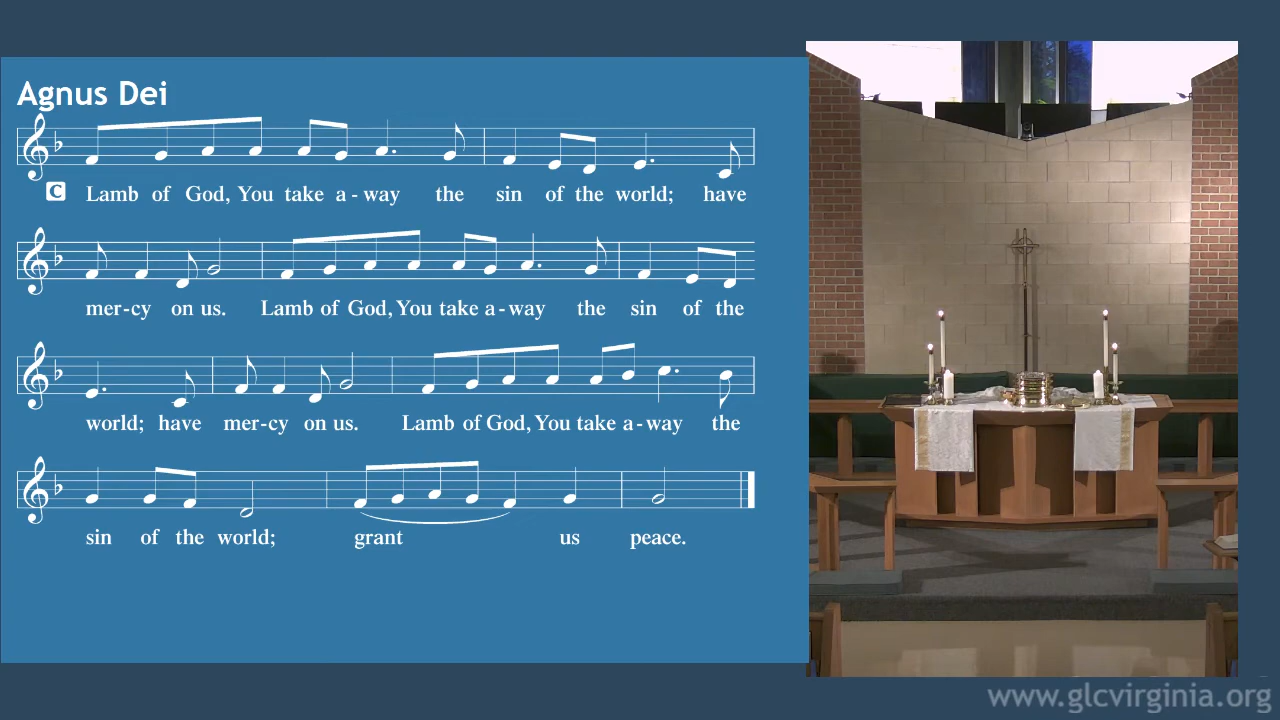 Agnus Dei
C Lamb of God, You take a - way the sin of the world; have
mer-cy on us. Lamb of God, You take a - way the sin of the
world; have mer-cy on us. Lamb of God, You take a - way the
sin of the world; grant us peace.
www.glcvirginia.org